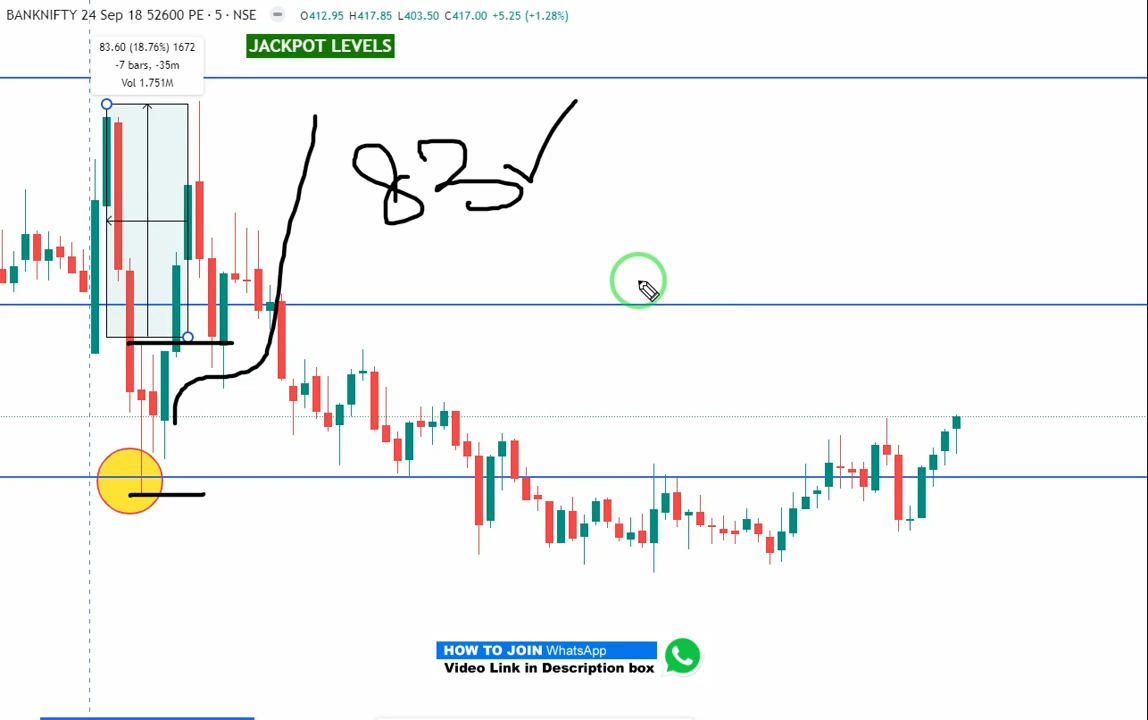 BANKNIFTY 24 Sep 18 52600 PE · 5 · NSE O412.95 H417.85 L403.50 C417.00 +5.25 (+1.28%)
JACKPOT LEVELS
83.60 (18.76%) 1672
-7 bars, -35m
Vol 1.751M
83
HOW TO JOIN WhatsApp
Video Link in Description box